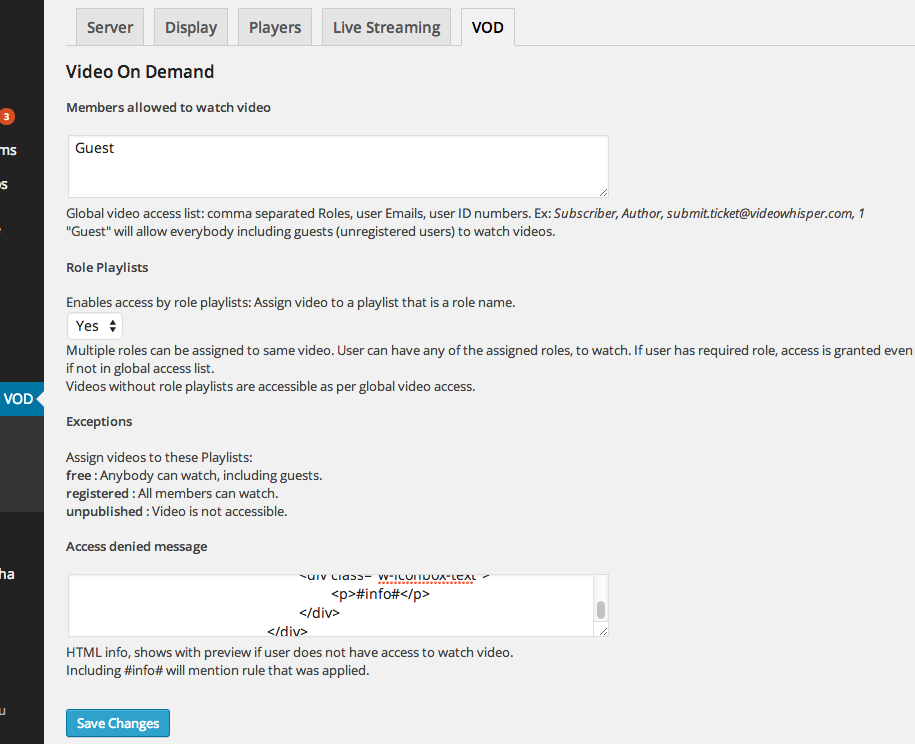 Server Display Players Live Streaming VOD
Video On Demand
Members allowed to watch video
3
Guest
ms
Global video access list: comma separated Roles, user Emails, user ID numbers. Ex: Subscriber, Author, submit.ticket@videowhisper.com, 1
"Guest" will allow everybody including guests (unregistered users) to watch videos.
Role Playlists
Enables access by role playlists: Assign video to a playlist that is a role name.
Yes
Multiple roles can be assigned to same video. User can have any of the assigned roles, to watch. If user has required role, access is granted even
if not in global access list.
Videos without role playlists are accessible as per global video access.
VOD
Exceptions
Assign videos to these Playlists:
free : Anybody can watch, including guests.
registered : All members can watch.
unpublished : Video is not accessible.
Access denied message
ha
<div class="w-iconbox-text">
<p>#info#</p>
</div>
</div>
HTML info, shows with preview if user does not have access to watch video.
Including #info# will mention rule that was applied.
u
Save Changes